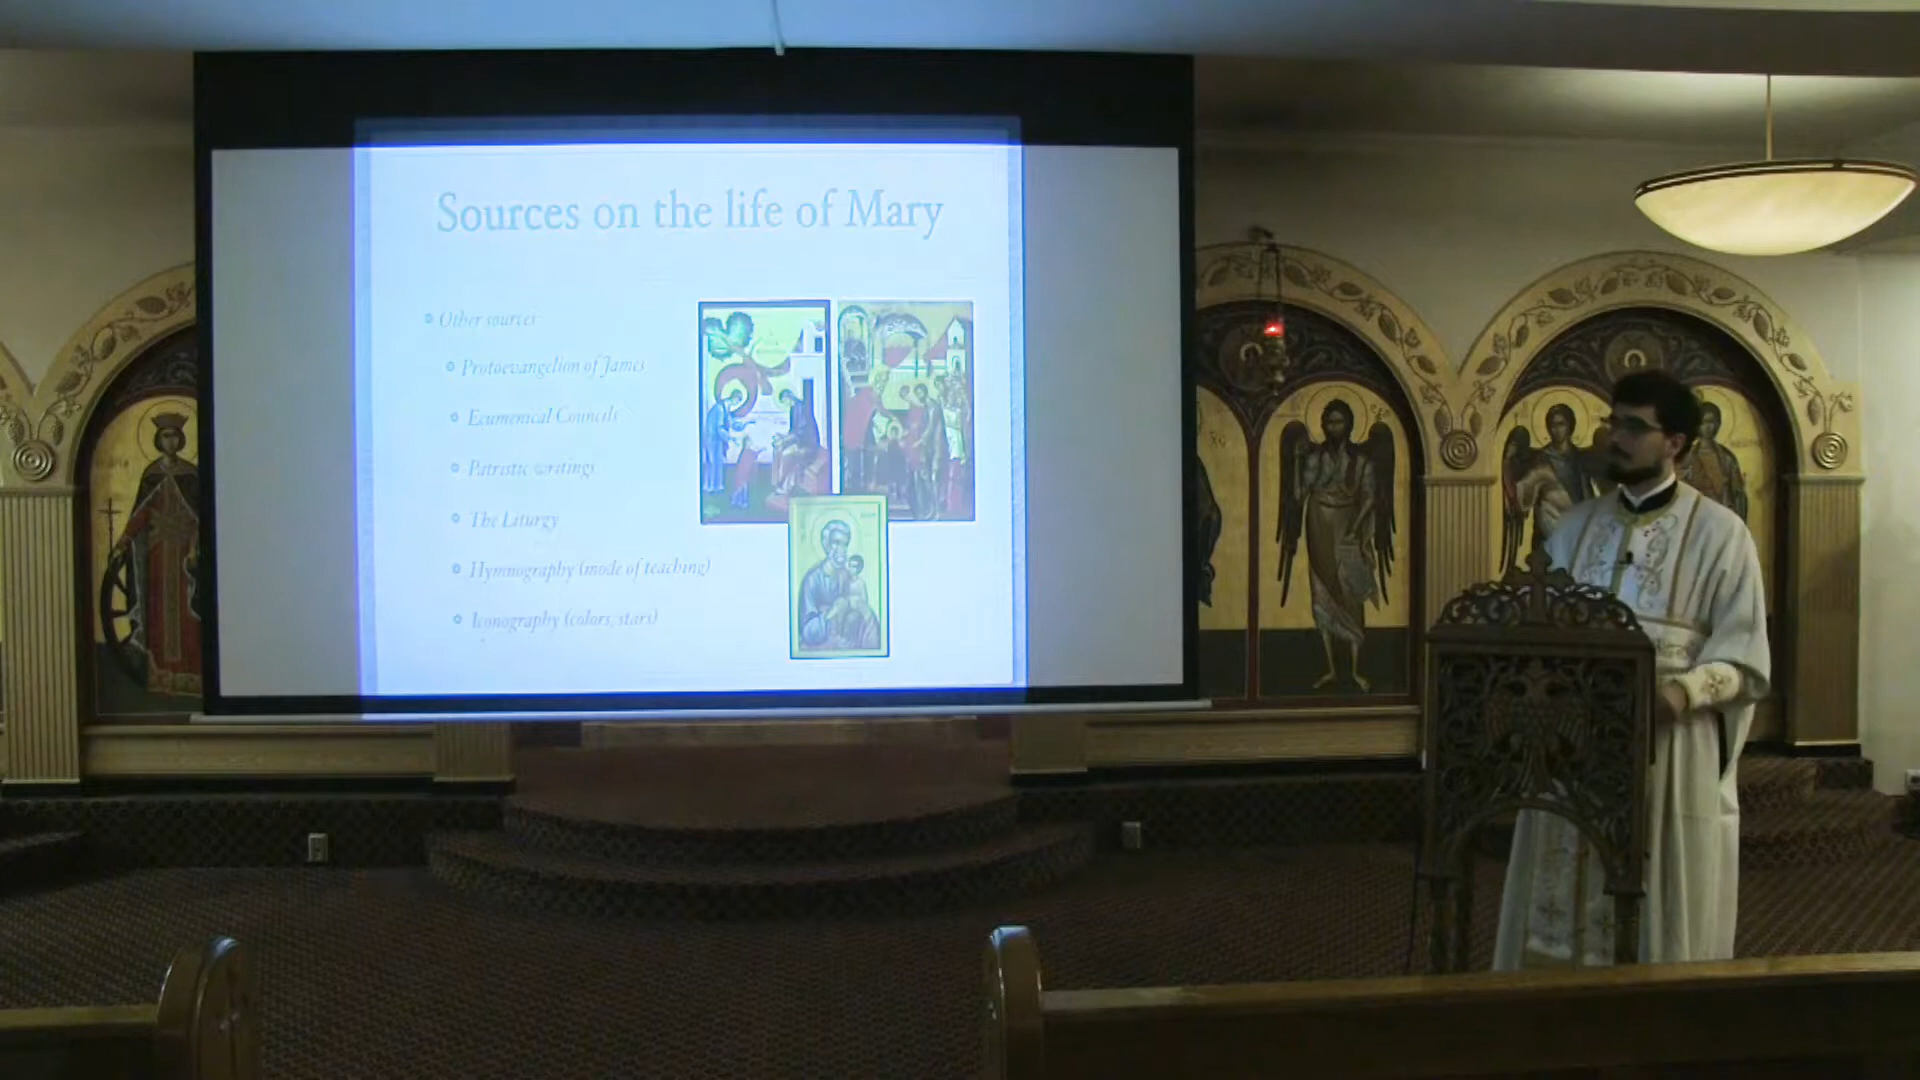 Sources on the life of Mary
Other sources
Protoevangelion of James
Ecumenical Councils
Patristic writings
The Liturgy
Hymnography (mode of teaching)
Iconography (colors, stars)